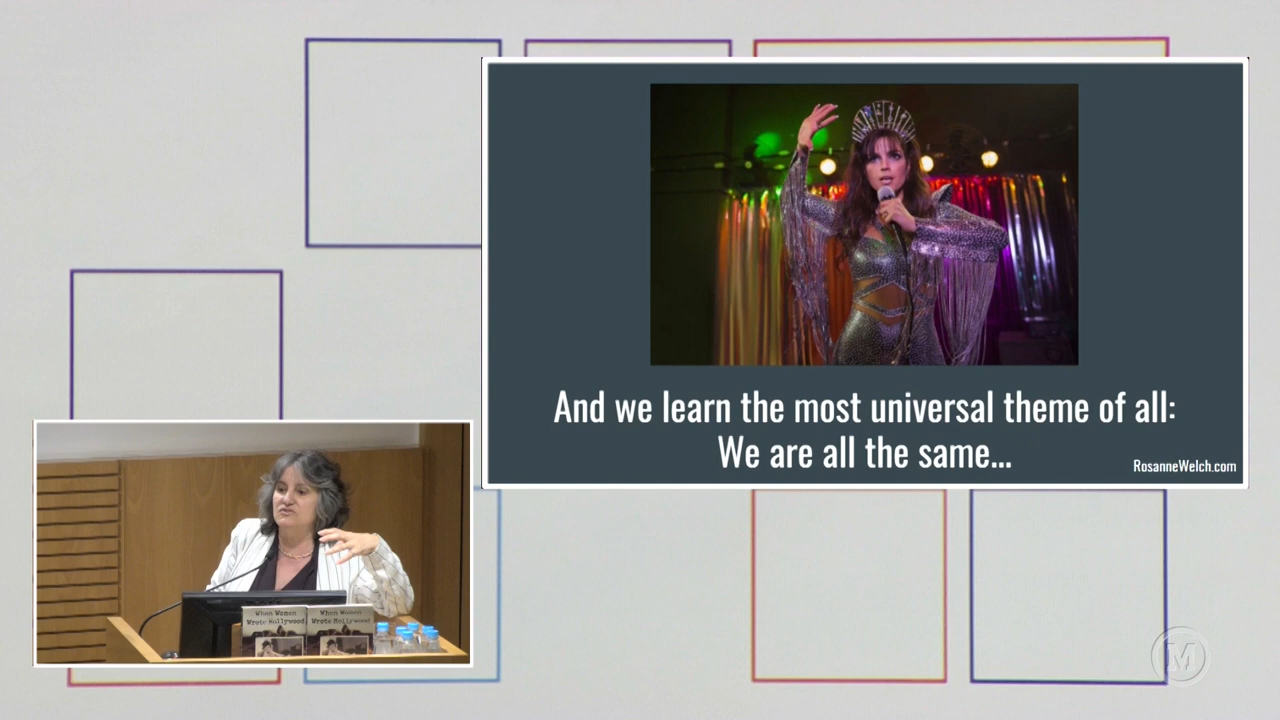 And we learn the most universal theme of all:
We are all the same...
RosanneWelch.com
When Women
Wrote Hollywood
When Women
Wrote Hollywood
M